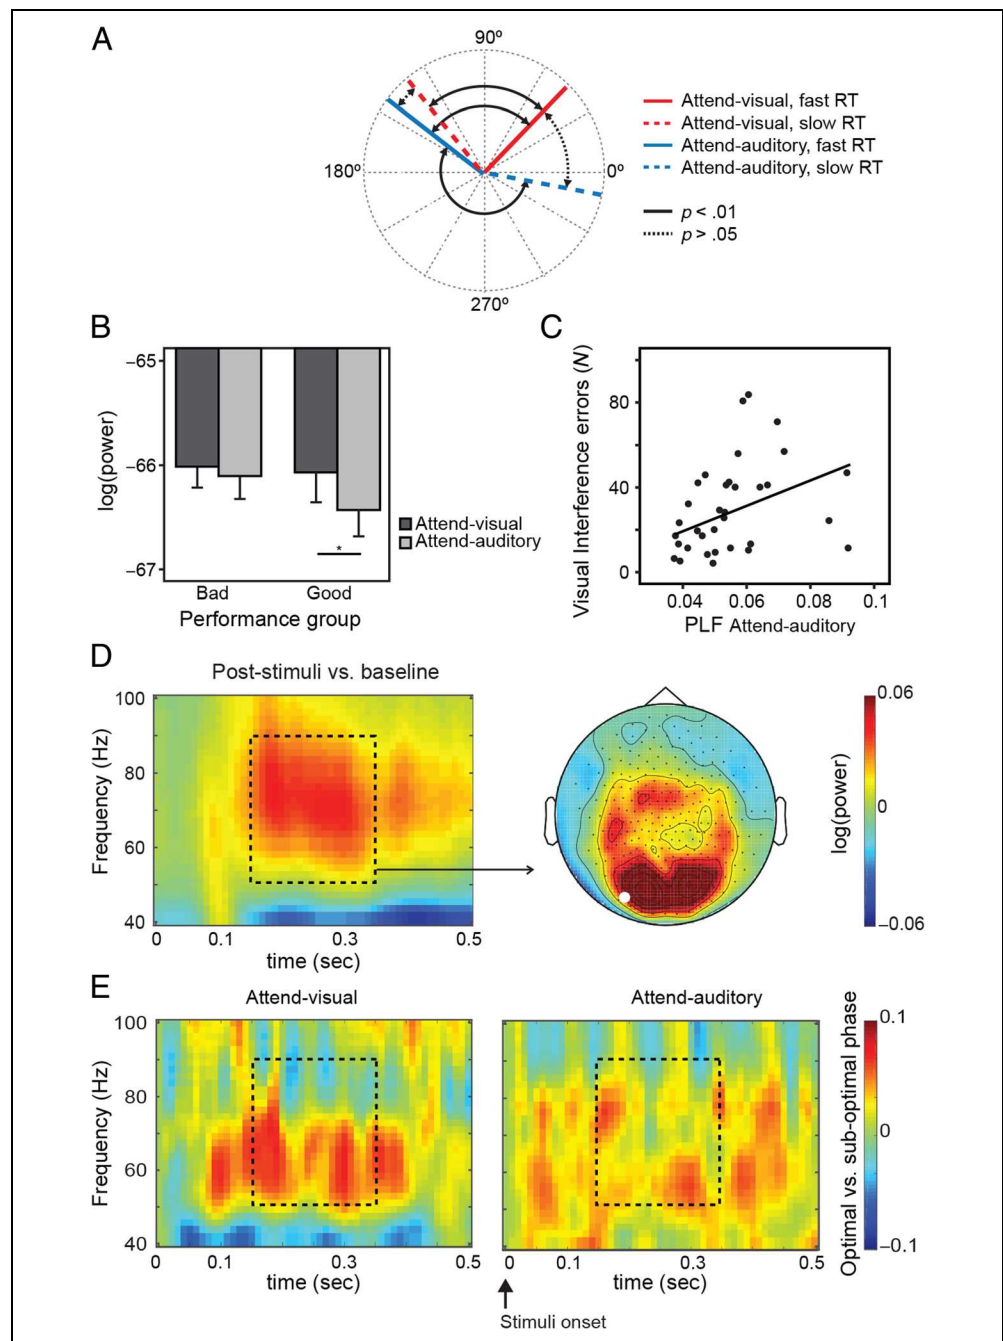 A
90º
180º
0º
270º
Attend-visual, fast RT
Attend-visual, slow RT
Attend-auditory, fast RT
Attend-auditory, slow RT
p < .01
p > .05
B
log(power)
−65
−66
−67
Bad
Good
Performance group
*
Attend-visual
Attend-auditory
C
Visual Interference errors (N)
80
40
0
0.04
0.06
0.08
0.1
PLF Attend-auditory
D
Post-stimuli vs. baseline
Frequency (Hz)
100
80
60
40
0
0.1
0.3
0.5
time (sec)
0.06
0
−0.06
log(power)
E
Attend-visual
Frequency (Hz)
100
80
60
40
0
0.1
0.3
0.5
time (sec)
Attend-auditory
0
0.1
0.3
0.5
time (sec)
Stimuli onset
0.1
0
−0.1
Optimal vs. sub-optimal phase